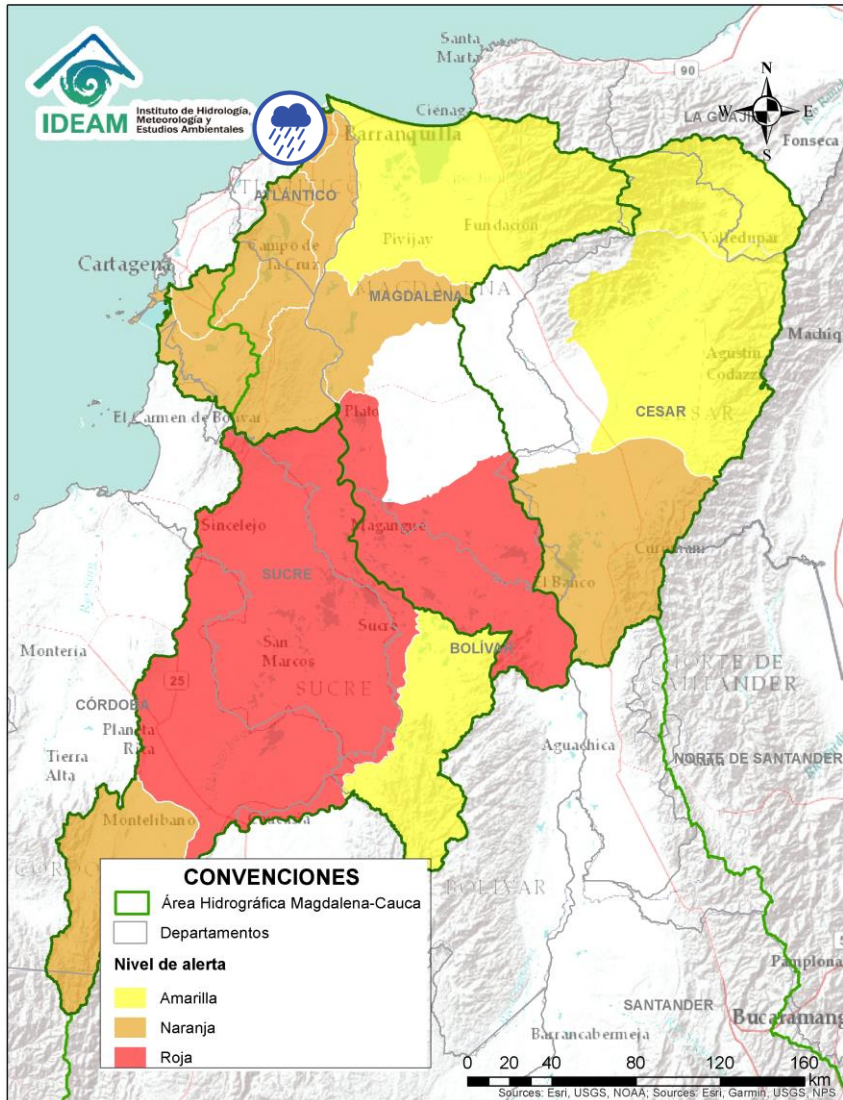 IDEAM
Instituto de Hidrología,
Meteorología y
Estudios Ambientales
Santa
Marta
90
N
W
E
S
Ciénaga
LA GUAJIRA
Fonseca
Barranquilla
ATLÁNTICO
Fundación
Pivijay
Valledupar
Campo de
la Cruz
Cartagena
MAGDALENA
MAGDALENA
Agustín
Codazzi
El Carmen de Bolívar
Plato
CESAR
CESAR
Sincelejo
Magangué
SUCRE
El Banco
Sucre
San
Marcos
BOLÍVAR
Montería
SUCRE
25
NORTE DE
SANTANDER
CÓRDOBA
Planeta
Rica
Tierra
Alta
Aguachica
NORTE DE SANTANDER
Montelíbano
Caucasia
BOLÍVAR
CONVENCIONES
Área Hidrográfica Magdalena-Cauca
Departamentos
Nivel de alerta
Amarilla
Naranja
Roja
Pamplona
SANTANDER
Barrancabermeja
0 20 40 80 120 160
km
Sources: Esri, USGS, NOAA; Sources: Esri, Garmin, USGS, NPS